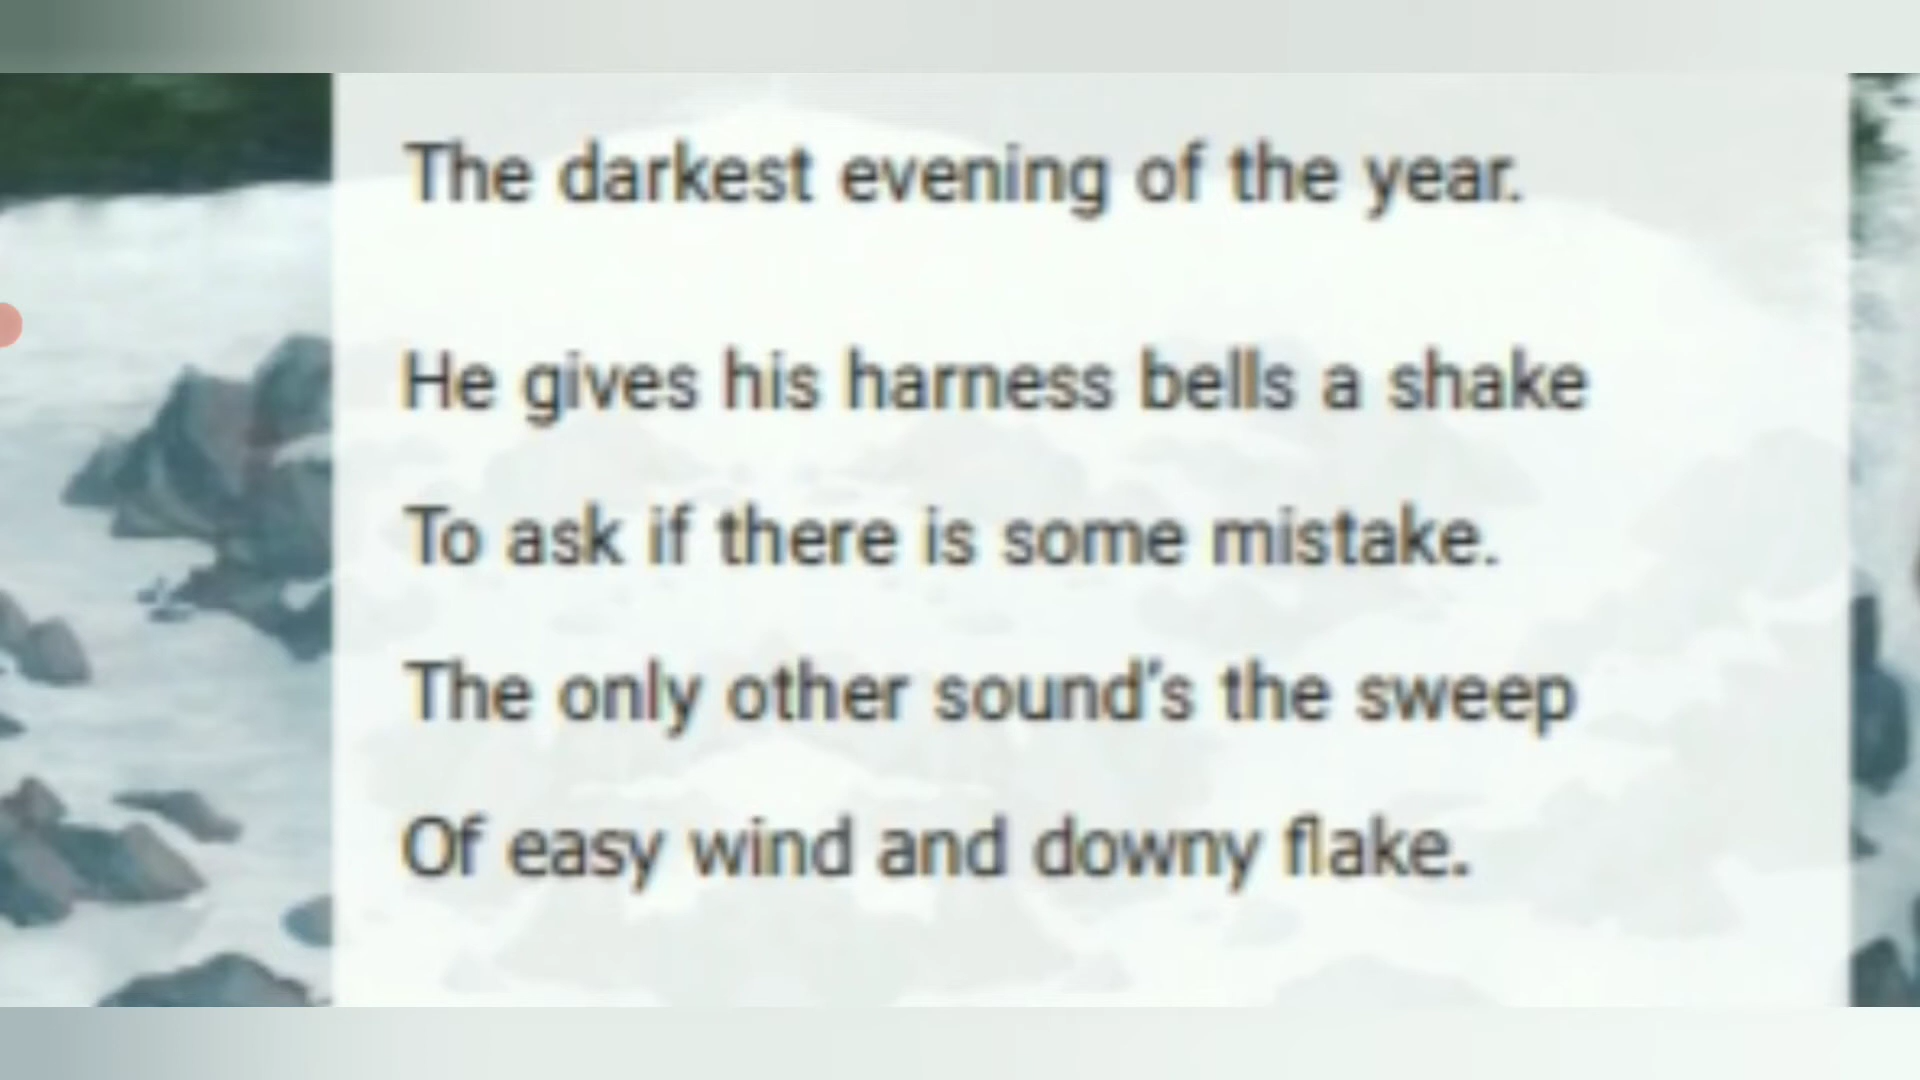 The darkest evening of the year.
He gives his harness bells a shake
To ask if there is some mistake.
The only other sound's the sweep
Of easy wind and downy flake.